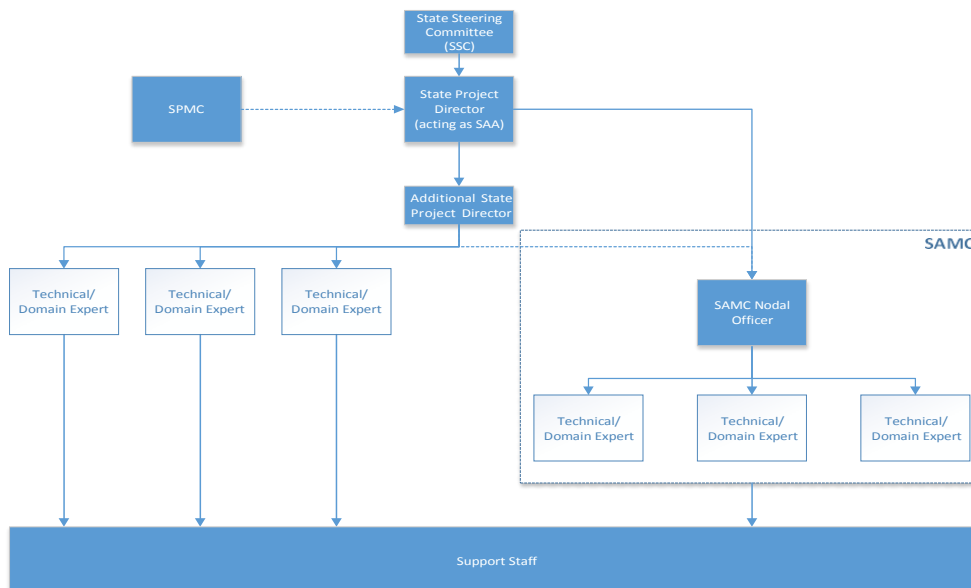 State Steering
Committee
(SSC)
SPMC
State Project
Director
(acting as SAA)
Additional State
Project Director
SAMC
Technical/
Domain Expert
Technical/
Domain Expert
Technical/
Domain Expert
SAMC Nodal
Officer
Technical/
Domain Expert
Technical/
Domain Expert
Technical/
Domain Expert
Support Staff